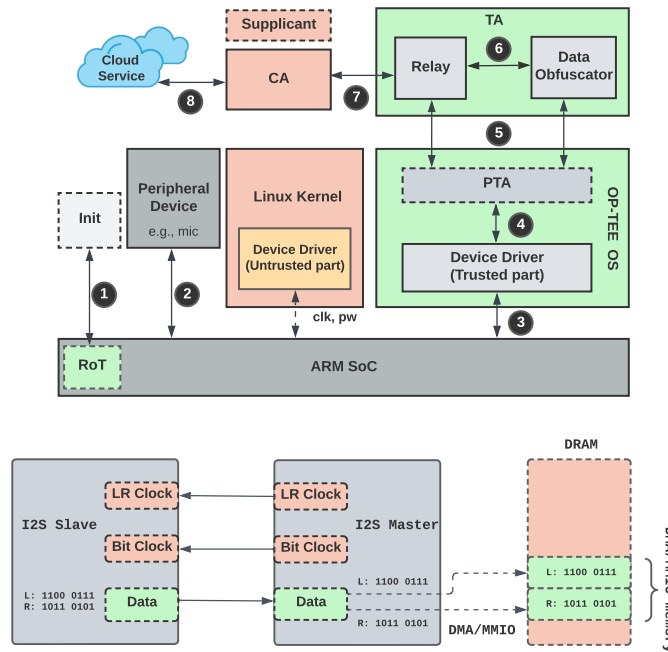 Supplicant
TA
Cloud
Service
CA
Relay
6
Data
Obfuscator
8
7
5
Init
Peripheral
Device
e.g., mic
Linux Kernel
Device Driver
(Untrusted part)
PTA
4
Device Driver
(Trusted part)
OP-TEE OS
1
2
clk, pw
3
RoT
ARM SoC
DRAM
LR Clock
LR Clock
I2S Slave
I2S Master
Bit Clock
Bit Clock
L: 1100 0111
R: 1011 0101
Data
Data
L: 1100 0111
R: 1011 0101
DMA/MMIO
L: 1100 0111
R: 1011 0101